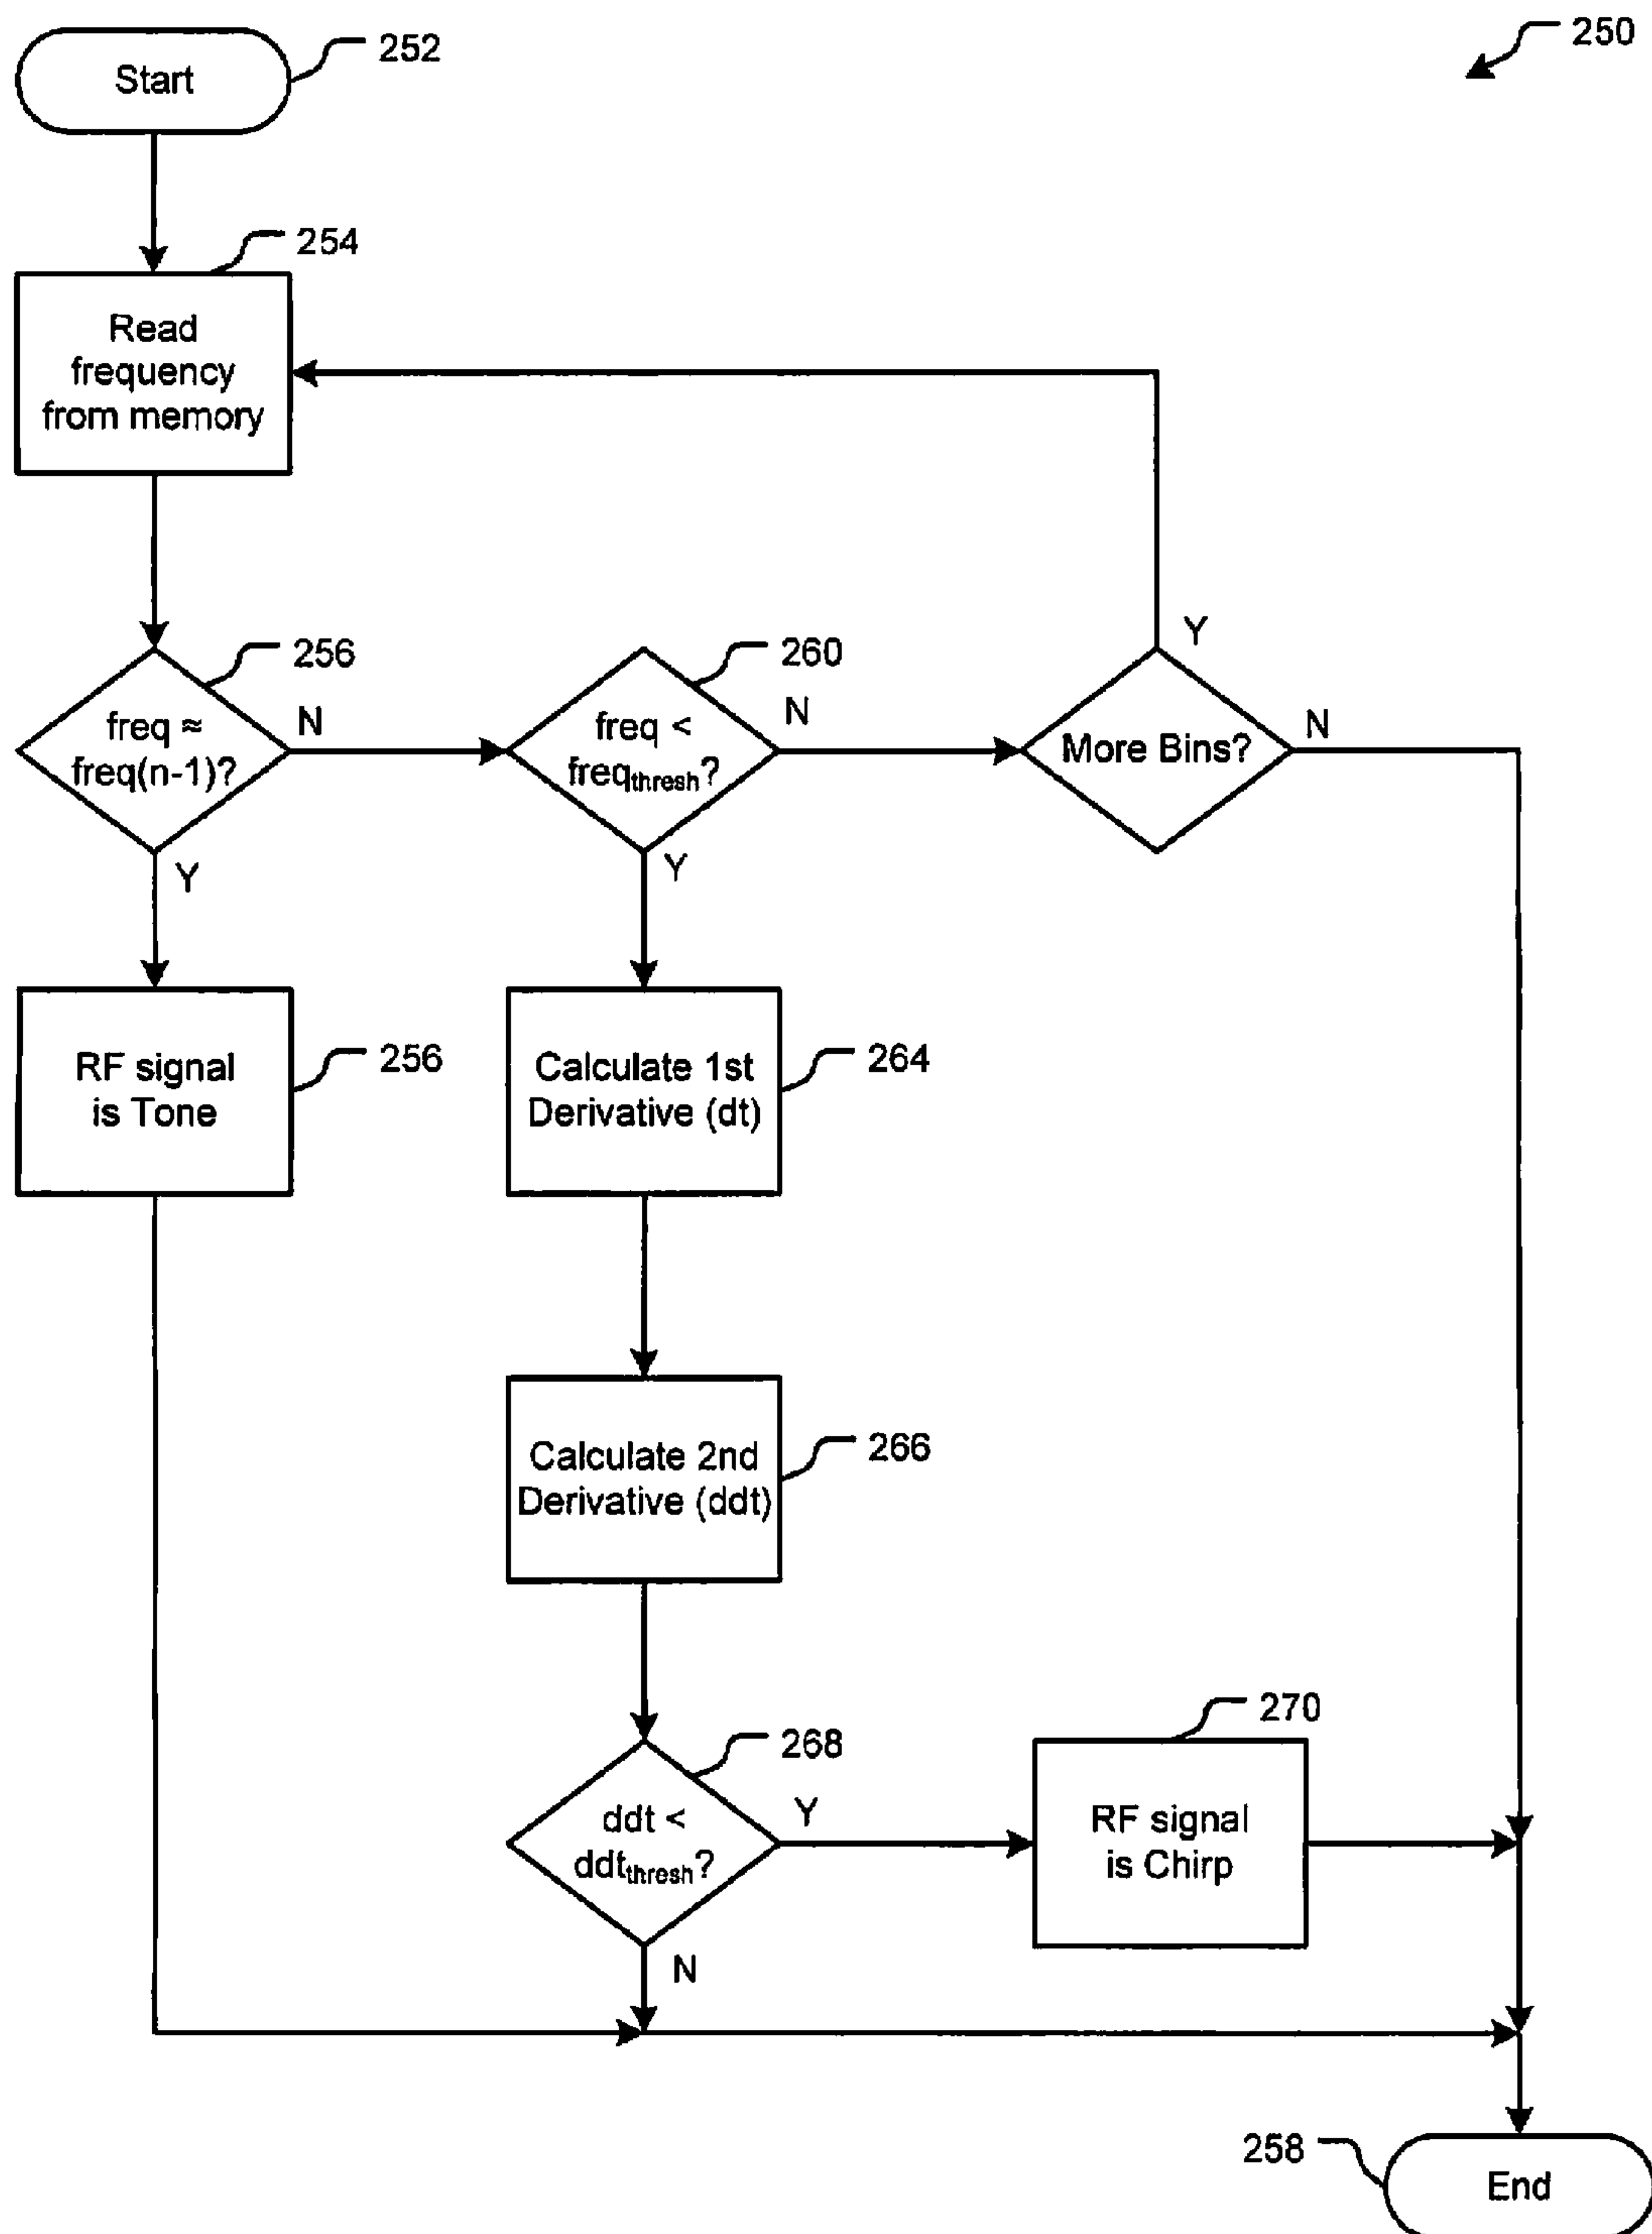 250
Start
252
254
Read
frequency
from memory
256
freq ≈
freq(n-1)?
N
Y
260
freq <
freqthresh?
N
Y
More Bins?
Y
N
RF signal
is Tone
256
Calculate 1st
Derivative (dt)
264
Calculate 2nd
Derivative (ddt)
266
268
ddt <
ddtthresh?
Y
N
270
RF signal
is Chirp
258
End